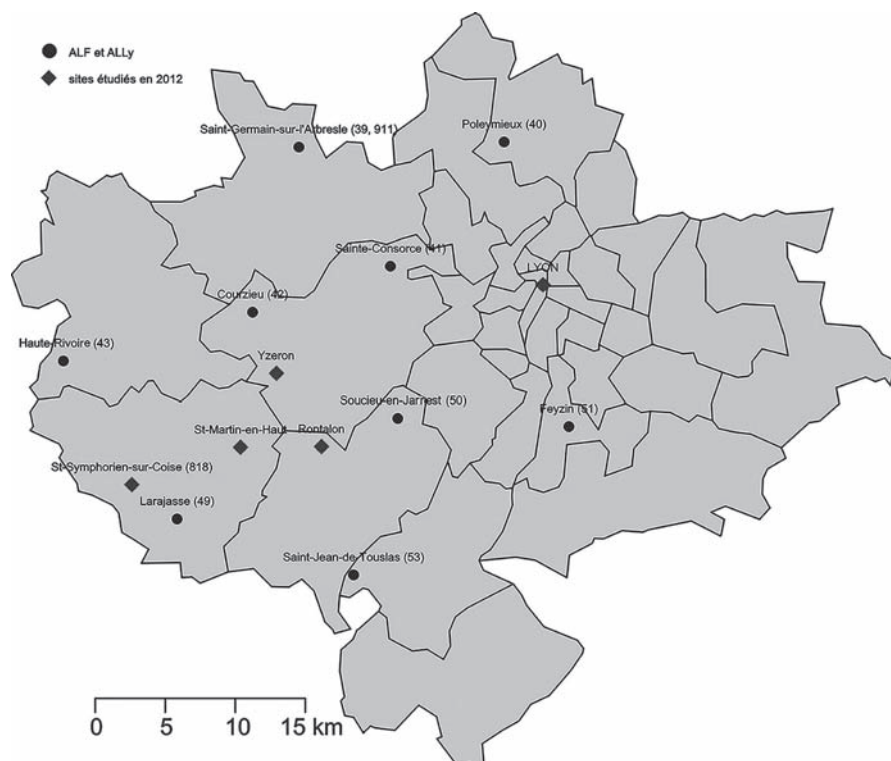 ALF et ALLy
sites étudiés en 2012
Saint-Germain-sur-l'Arbresle (39, 911)
Poleymieux (40)
Sainte-Consorce (41)
LYON
Courzieu (42)
Haute-Rivoire (43)
Yzeron
Soucieu-en-Jarrest (50)
Feyzin (51)
St-Martin-en-Haut
Rontalon
St-Symphorien-sur-Coise (818)
Larajasse (49)
Saint-Jean-de-Touslas (53)
0 5 10 15 km